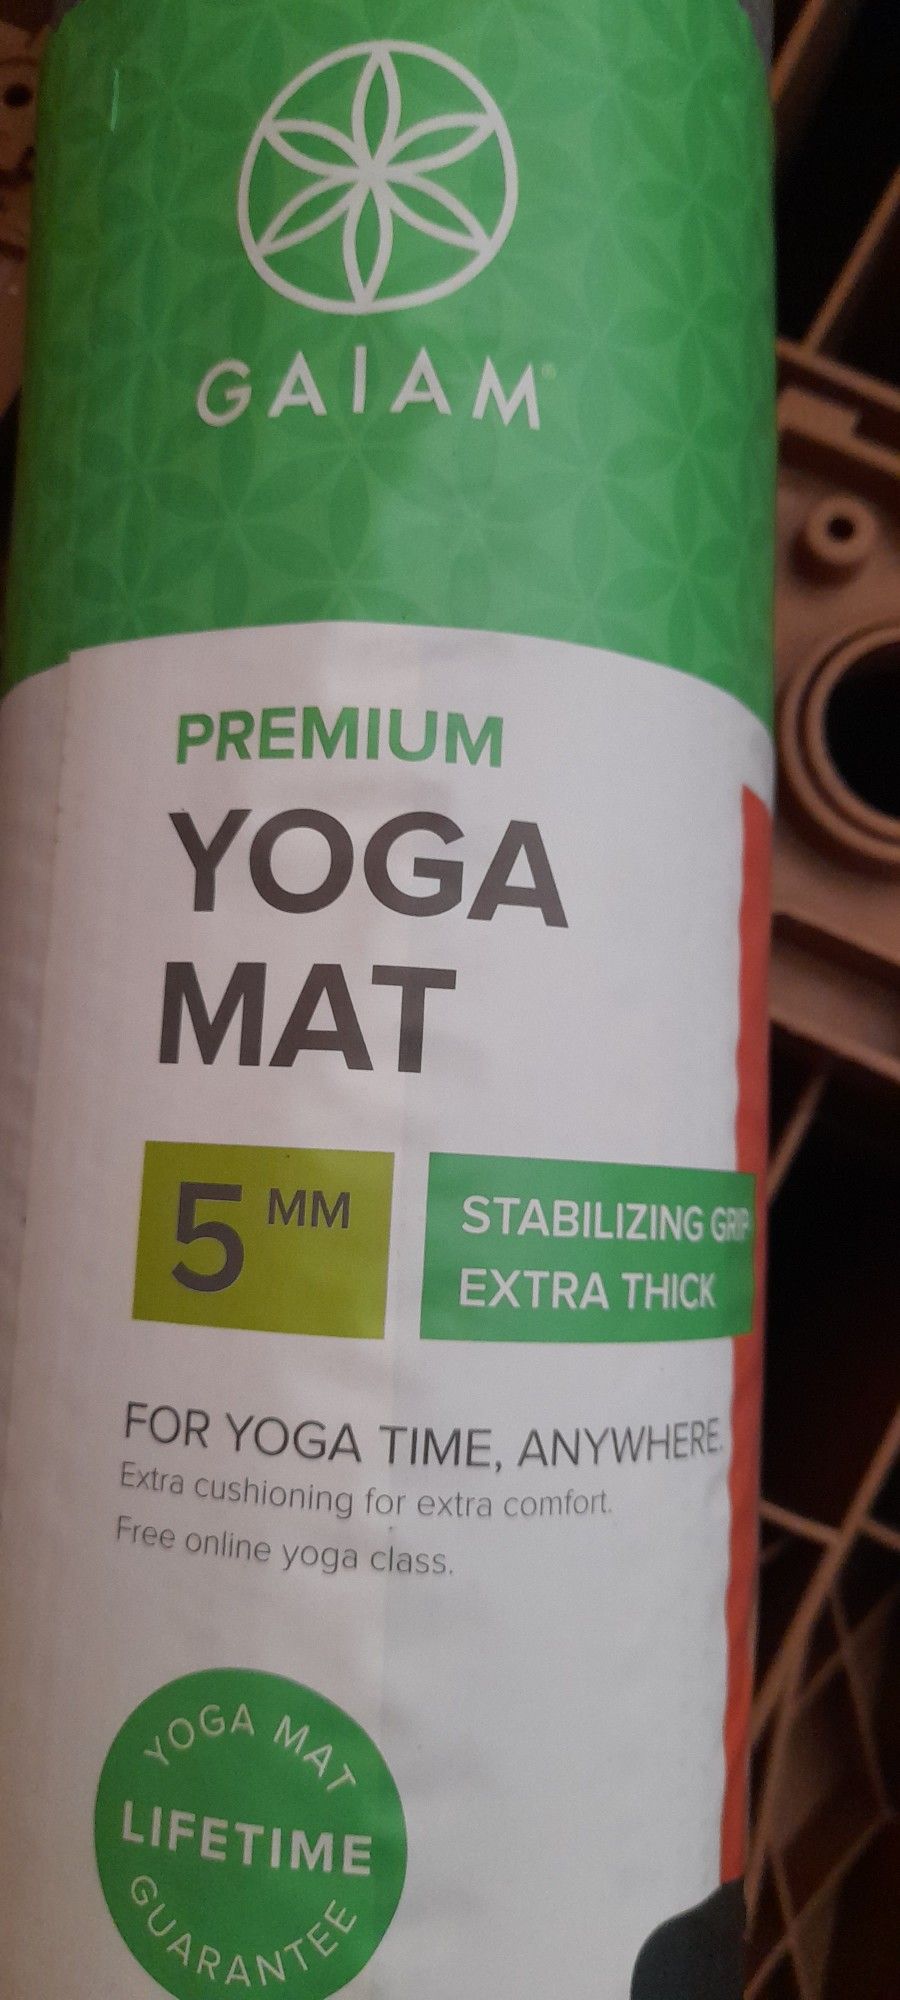 GAIAM®
PREMIUM
YOGA
MAT
5 MM
STABILIZING GRIP
EXTRA THICK
FOR YOGA TIME, ANYWHERE.
Extra cushioning for extra comfort.
Free online yoga class.
YOGA MAT
LIFETIME
GUARANTEE